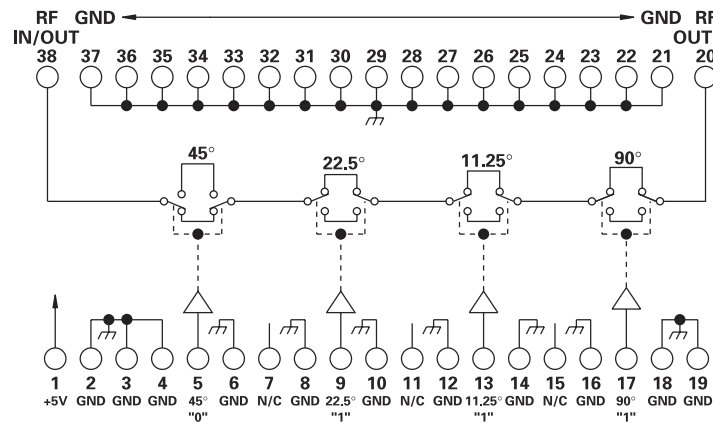 RF GND GND RF
IN/OUT OUT
38 37 36 35 34 33 32 31 30 29 28 27 26 25 24 23 22 21 20
45° 22.5° 11.25° 90°
1 2 3 4 5 6 7 8 9 10 11 12 13 14 15 16 17 18 19
+5V GND GND GND 45° GND N/C GND 22.5° GND N/C GND 11.25° GND N/C GND 90° GND GND
"0" "1" "1" "1"